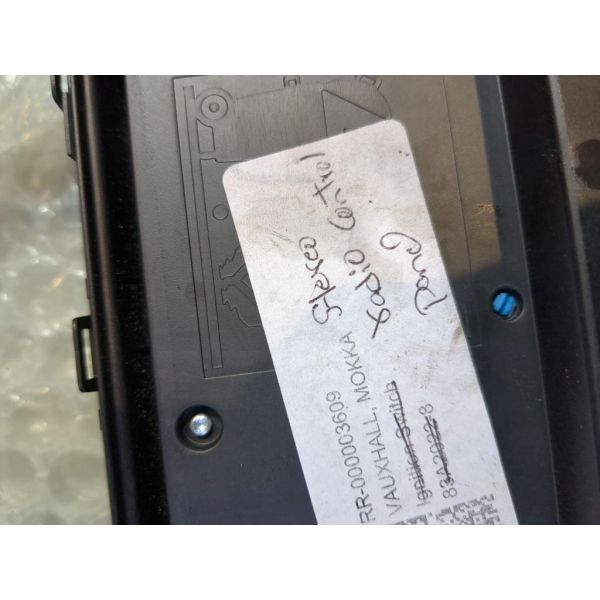 Stereo
Radio Control
panel
RR-000003609
VAUXHALL, MOKKA
Ignition Switch